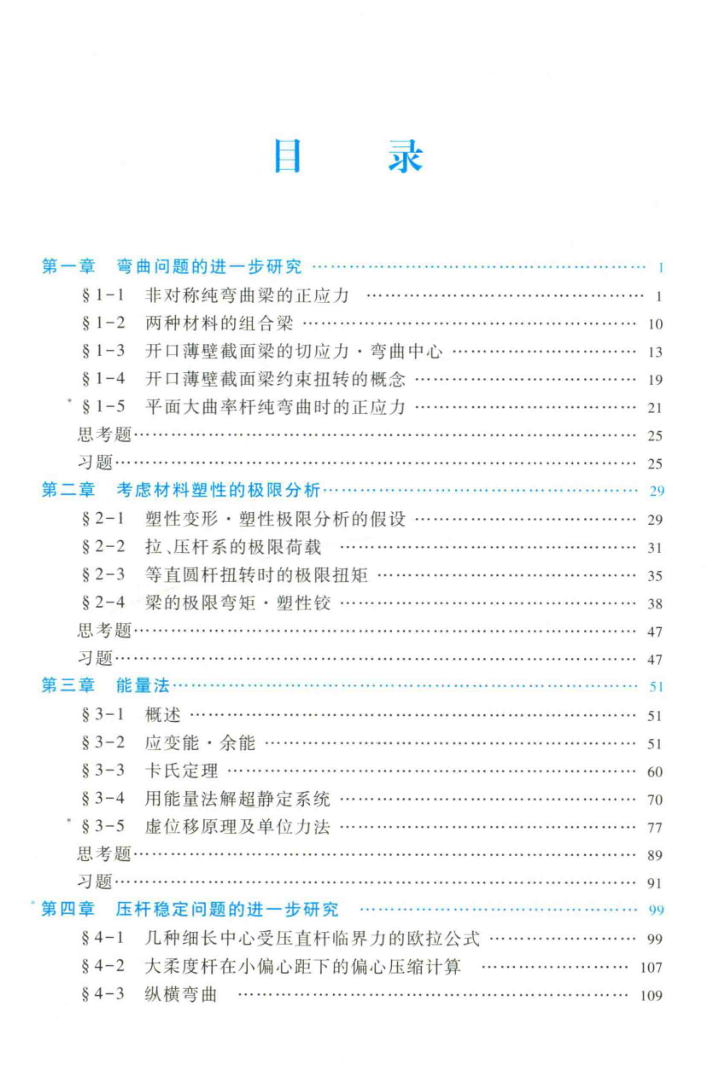 目 录
第一章 弯曲问题的进一步研究 …… 1
§1-1 非对称纯弯曲梁的正应力 …… 1
§1-2 两种材料的组合梁 …… 10
§1-3 开口薄壁截面梁的切应力·弯曲中心 …… 13
§1-4 开口薄壁截面梁约束扭转的概念 …… 19
*§1-5 平面大曲率杆纯弯曲时的正应力 …… 21
思考题 …… 25
习题 …… 25
第二章 考虑材料塑性的极限分析 …… 29
§2-1 塑性变形·塑性极限分析的假设 …… 29
§2-2 拉、压杆系的极限荷载 …… 31
§2-3 等直圆杆扭转时的极限扭矩 …… 35
§2-4 梁的极限弯矩·塑性铰 …… 38
思考题 …… 47
习题 …… 47
第三章 能量法 …… 51
§3-1 概述 …… 51
§3-2 应变能·余能 …… 51
§3-3 卡氏定理 …… 60
§3-4 用能量法解超静定系统 …… 70
*§3-5 虚位移原理及单位力法 …… 77
思考题 …… 89
习题 …… 91
*第四章 压杆稳定问题的进一步研究 …… 99
§4-1 几种细长中心受压直杆临界力的欧拉公式 …… 99
§4-2 大柔度杆在小偏心距下的偏心压缩计算 …… 107
§4-3 纵横弯曲 …… 109